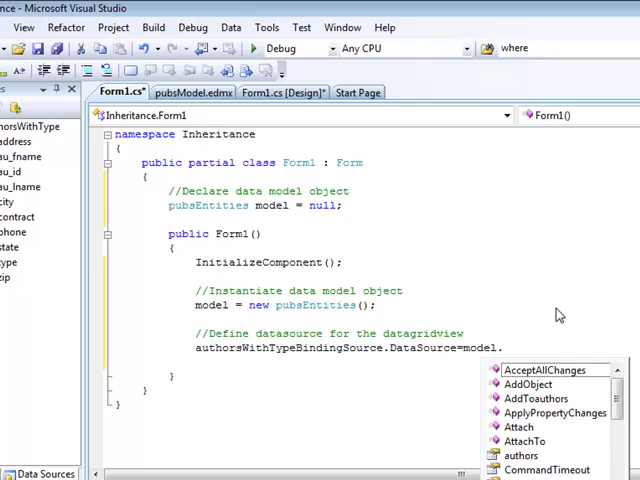 nce - Microsoft Visual Studio
View Refactor Project Build Debug Data Tools Test Window Help
Debug Any CPU where
Form1.cs* pubsModel.edmx Form1.cs [Design]* Start Page
Inheritance.Form1 Form1()
horsWithType
address
au_fname
au_id
au_lname
city
contract
phone
state
type
zip
namespace Inheritance
{
public partial class Form1 : Form
{
//Declare data model object
pubsEntities model = null;
public Form1()
{
InitializeComponent();
//Instantiate data model object
model = new pubsEntities();
//Define datasource for the datagridview
authorsWithTypeBindingSource.DataSource=model.
}
}
}
AcceptAllChanges
AddObject
AddToauthors
ApplyPropertyChanges
Attach
AttachTo
authors
CommandTimeout
Data Sources